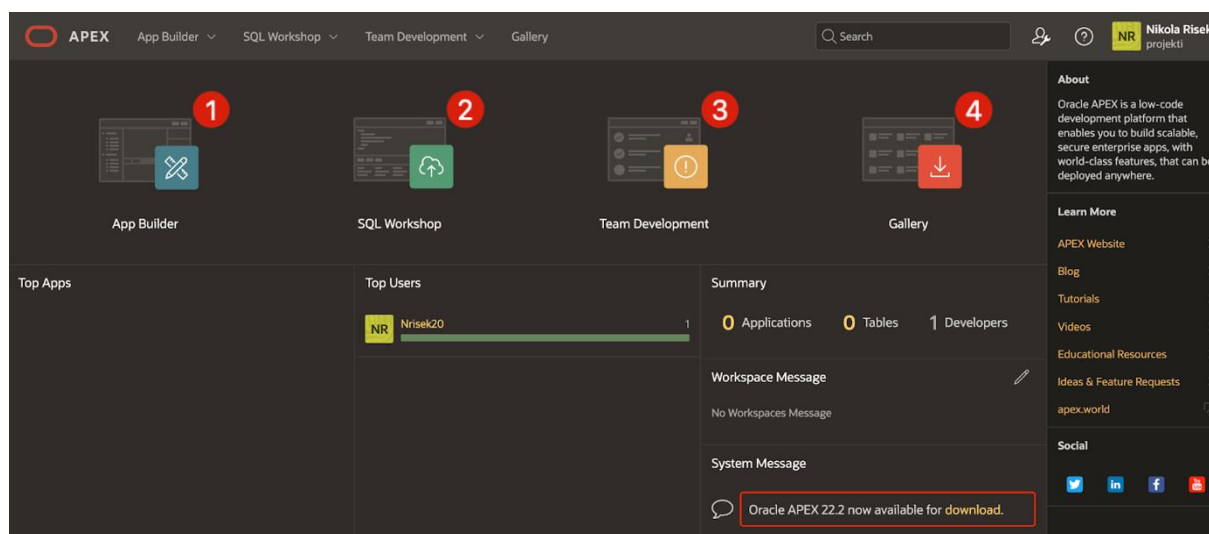 APEX App Builder SQL Workshop Team Development Gallery Search NR Nikola Risek
projekti
1 2 3 4
App Builder SQL Workshop Team Development Gallery
Top Apps
Top Users
NR Nrisek20 1
Summary
0 Applications 0 Tables 1 Developers
Workspace Message
No Workspaces Message
System Message
Oracle APEX 22.2 now available for download.
About
Oracle APEX is a low-code
development platform that
enables you to build scalable,
secure enterprise apps, with
world-class features, that can be
deployed anywhere.
Learn More
APEX Website
Blog
Tutorials
Videos
Educational Resources
Ideas & Feature Requests
apex.world
Social